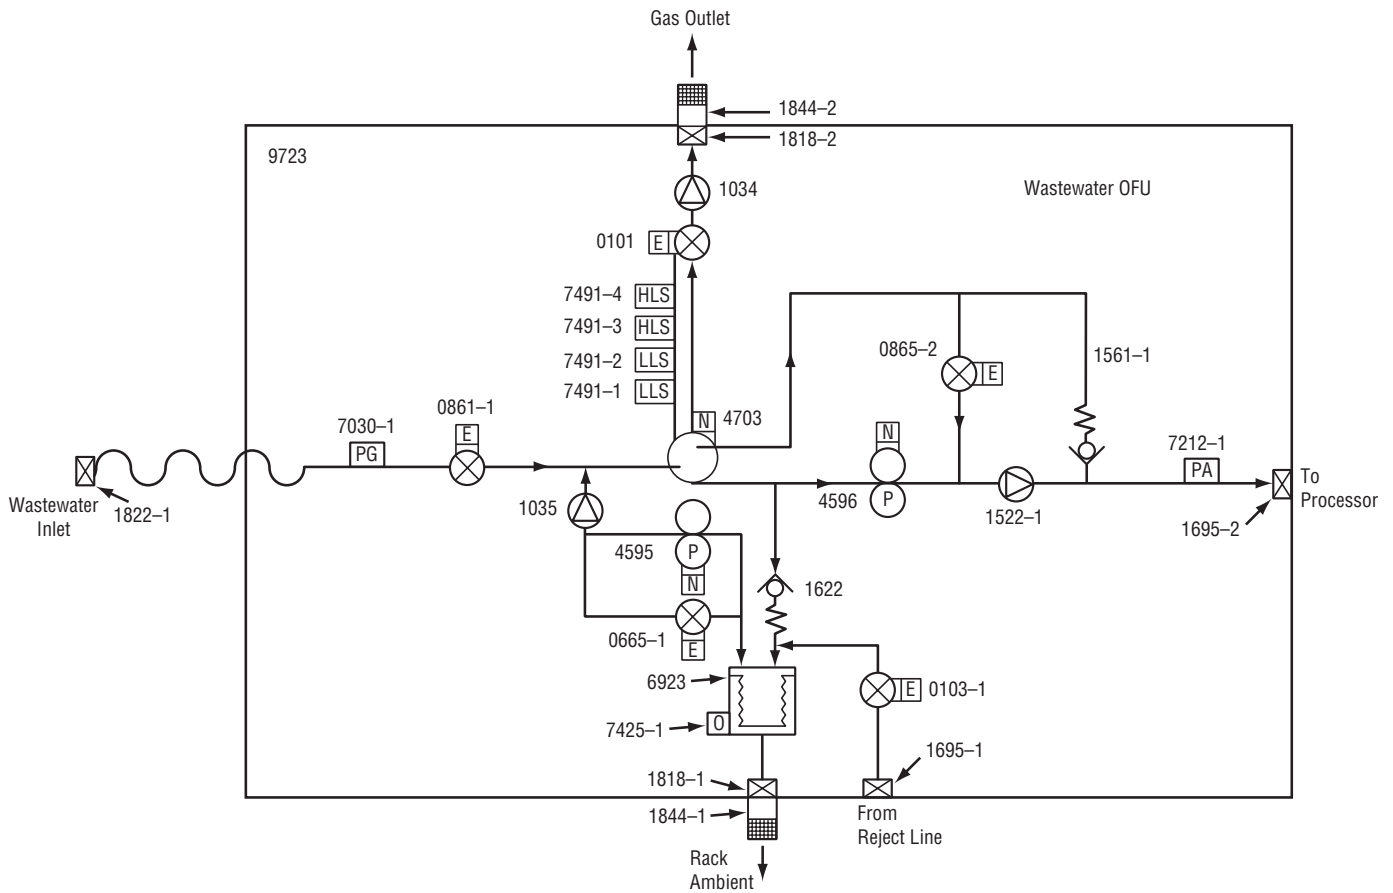 Gas Outlet
1844–2
1818–2
9723
1034
Wastewater OFU
0101
E
7491–4
HLS
7491–3
HLS
0865–2
E
1561–1
7491–2
LLS
7491–1
LLS
0861–1
E
7030–1
PG
N
4703
N
7212–1
PA
To
Processor
Wastewater
Inlet
1822–1
1035
4596
P
1522–1
1695–2
4595
P
N
1622
0665–1
E
6923
E
0103–1
7425–1
O
1695–1
1818–1
1844–1
From
Reject Line
Rack
Ambient